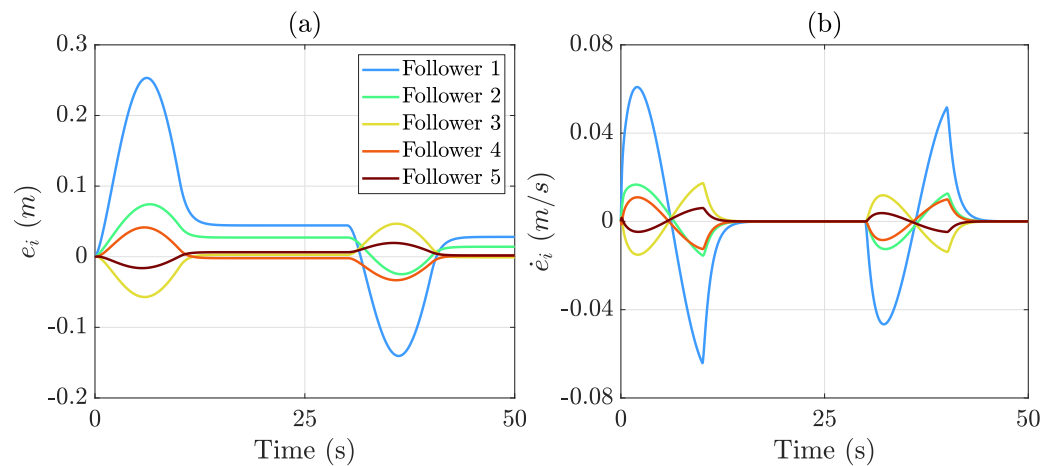 (a)
0.3
0.2
0.1
0
-0.1
-0.2
e_i (m)
Follower 1
Follower 2
Follower 3
Follower 4
Follower 5
0
25
50
Time (s)
(b)
0.08
0.04
0
-0.04
-0.08
ė_i (m/s)
0
25
50
Time (s)